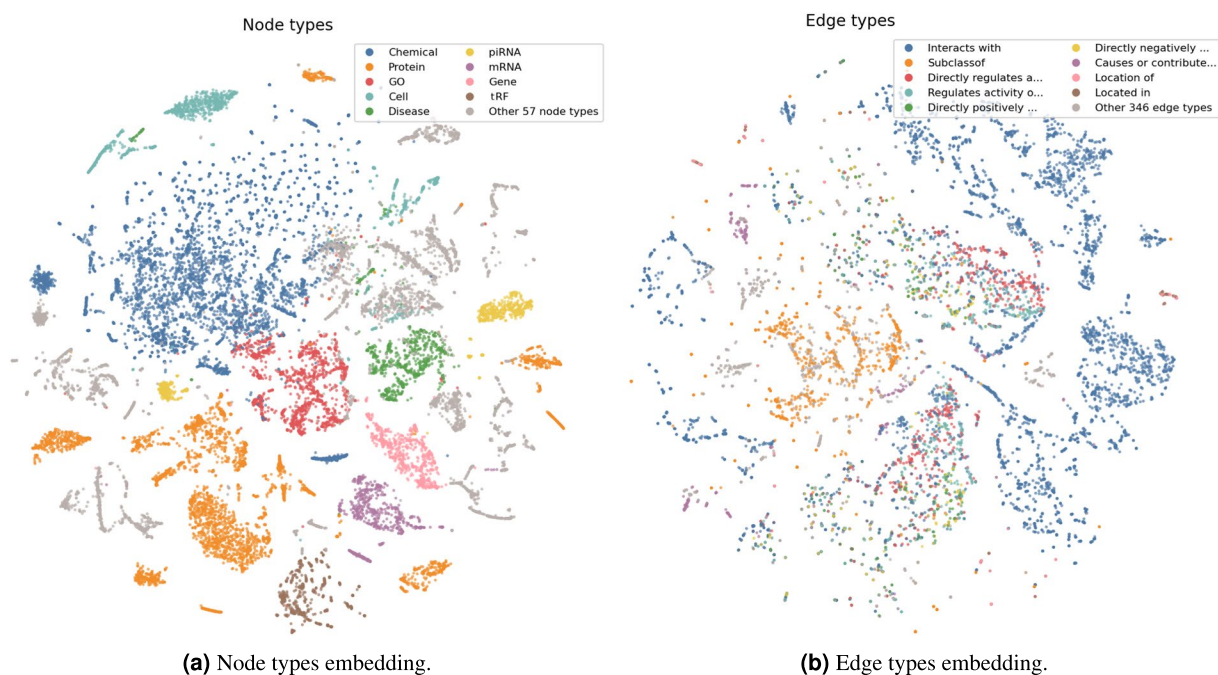 Node types
Chemical
Protein
GO
Cell
Disease
piRNA
mRNA
Gene
tRF
Other 57 node types
(a) Node types embedding.
Edge types
Interacts with
Subclassof
Directly regulates a...
Regulates activity o...
Directly positively ...
Directly negatively ...
Causes or contribute...
Location of
Located in
Other 346 edge types
(b) Edge types embedding.